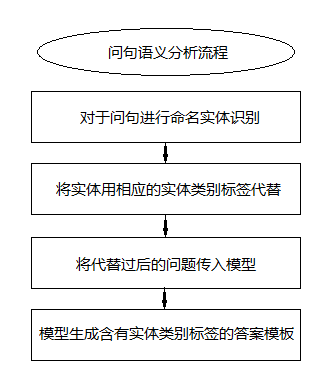 问句语义分析流程
对于问句进行命名实体识别
将实体用相应的实体类别标签代替
将代替过后的问题传入模型
模型生成含有实体类别标签的答案模板